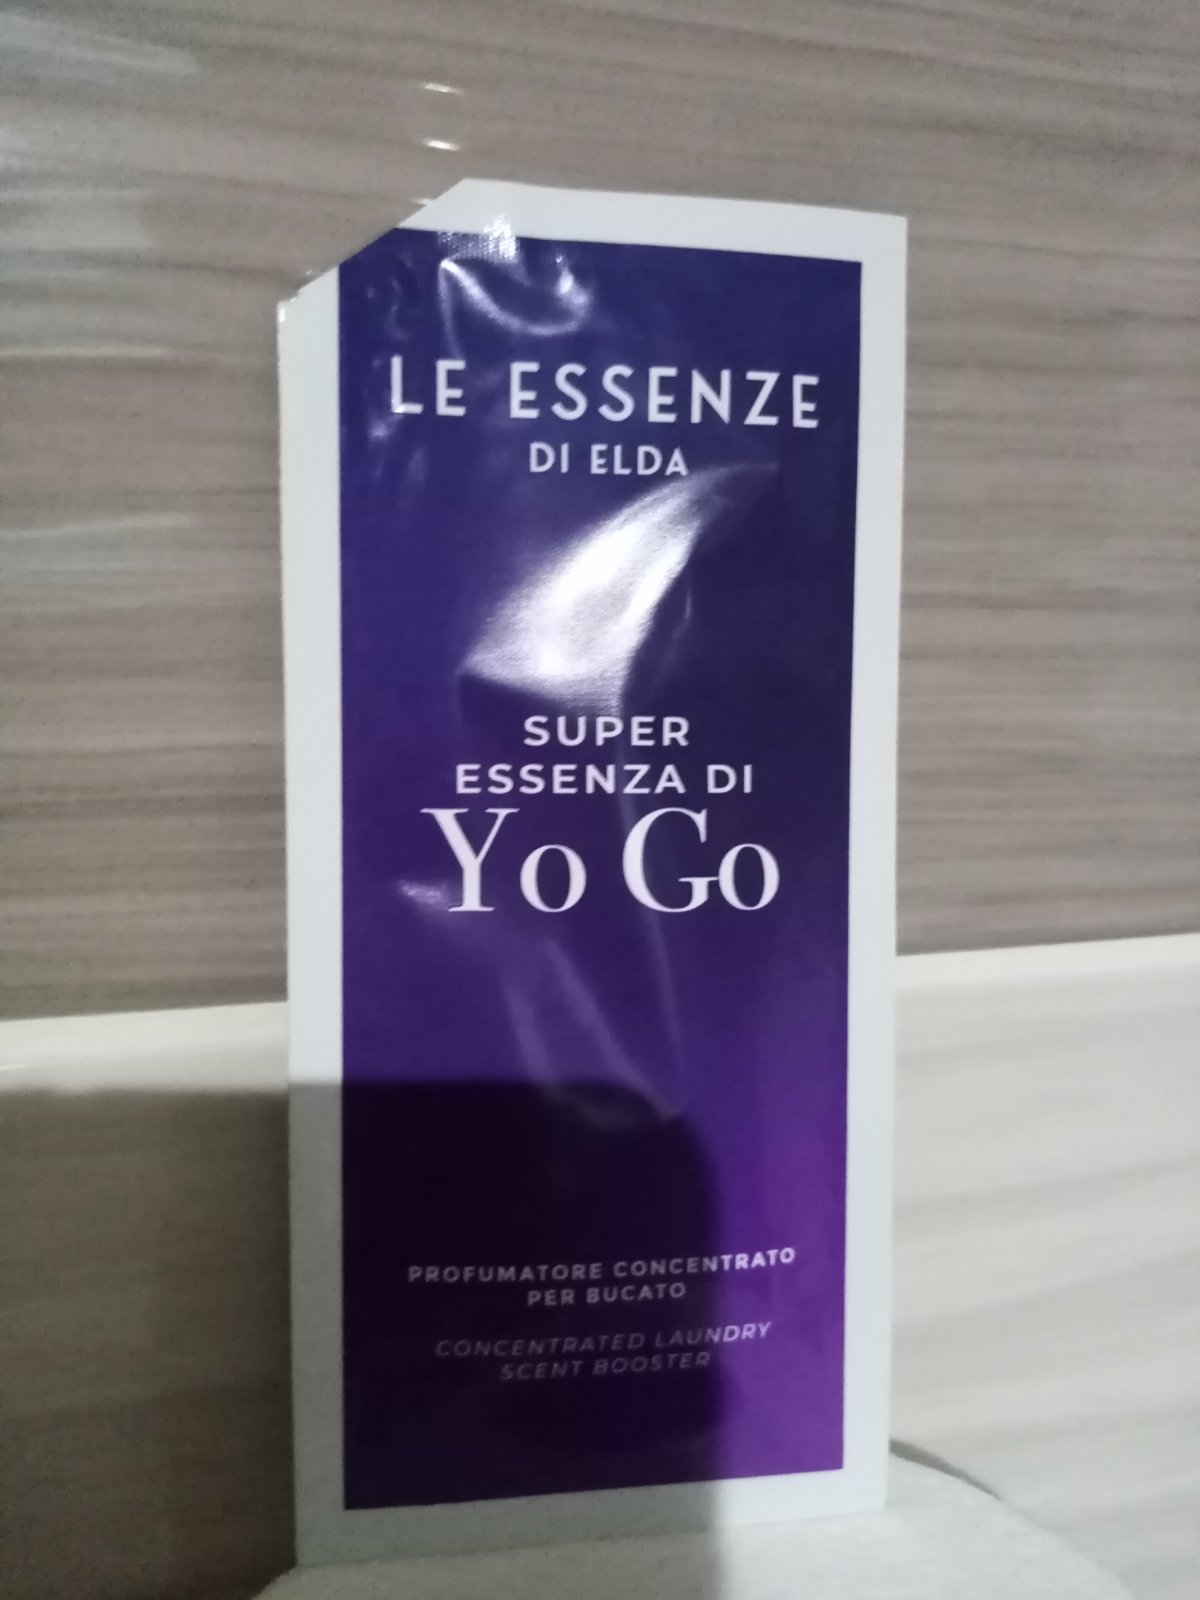 LE ESSENZE
DI ELDA
SUPER
ESSENZA DI
Yo Go
PROFUMATORE CONCENTRATO
PER BUCATO
CONCENTRATED LAUNDRY
SCENT BOOSTER